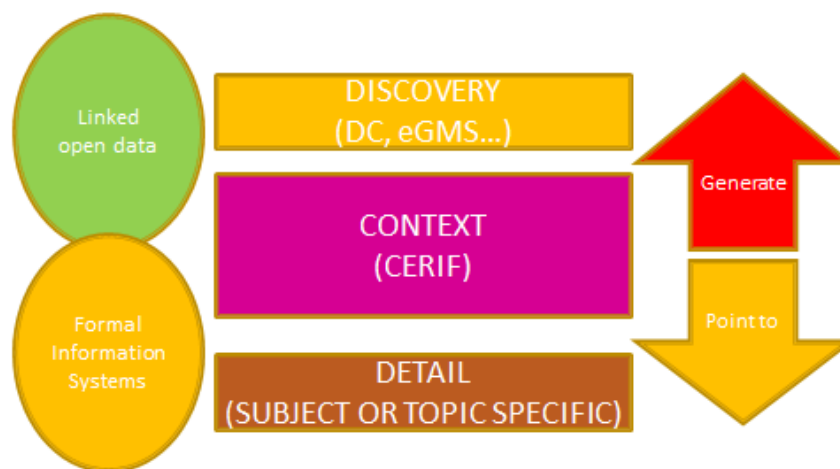 Linked
open data
DISCOVERY
(DC, eGMS...)
Generate
CONTEXT
(CERIF)
Formal
Information
Systems
Point to
DETAIL
(SUBJECT OR TOPIC SPECIFIC)